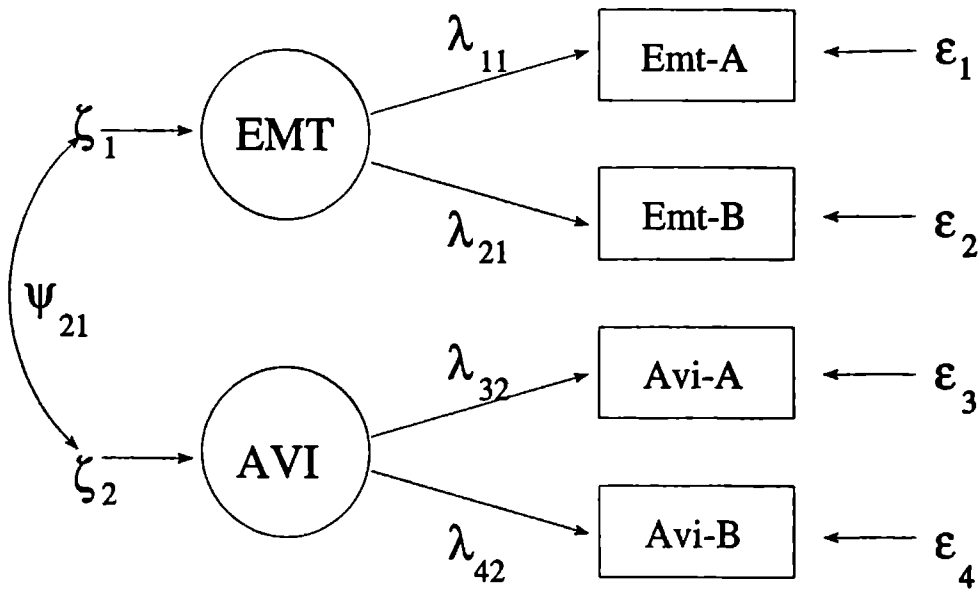 λ₁₁
Emt-A
ε₁
ζ₁
EMT
λ₂₁
Emt-B
ε₂
ψ₂₁
λ₃₂
Avi-A
ε₃
ζ₂
AVI
λ₄₂
Avi-B
ε₄